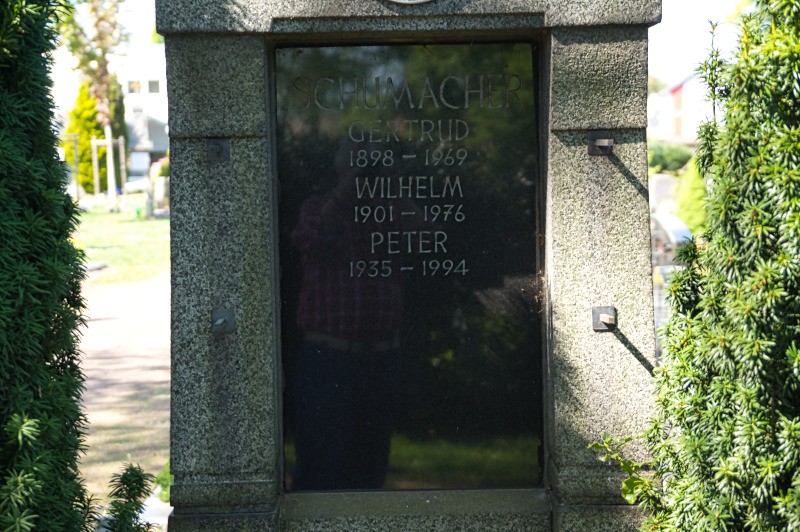 SCHUMACHER
GERTRUD
1898 – 1969
WILHELM
1901 – 1976
PETER
1935 – 1994